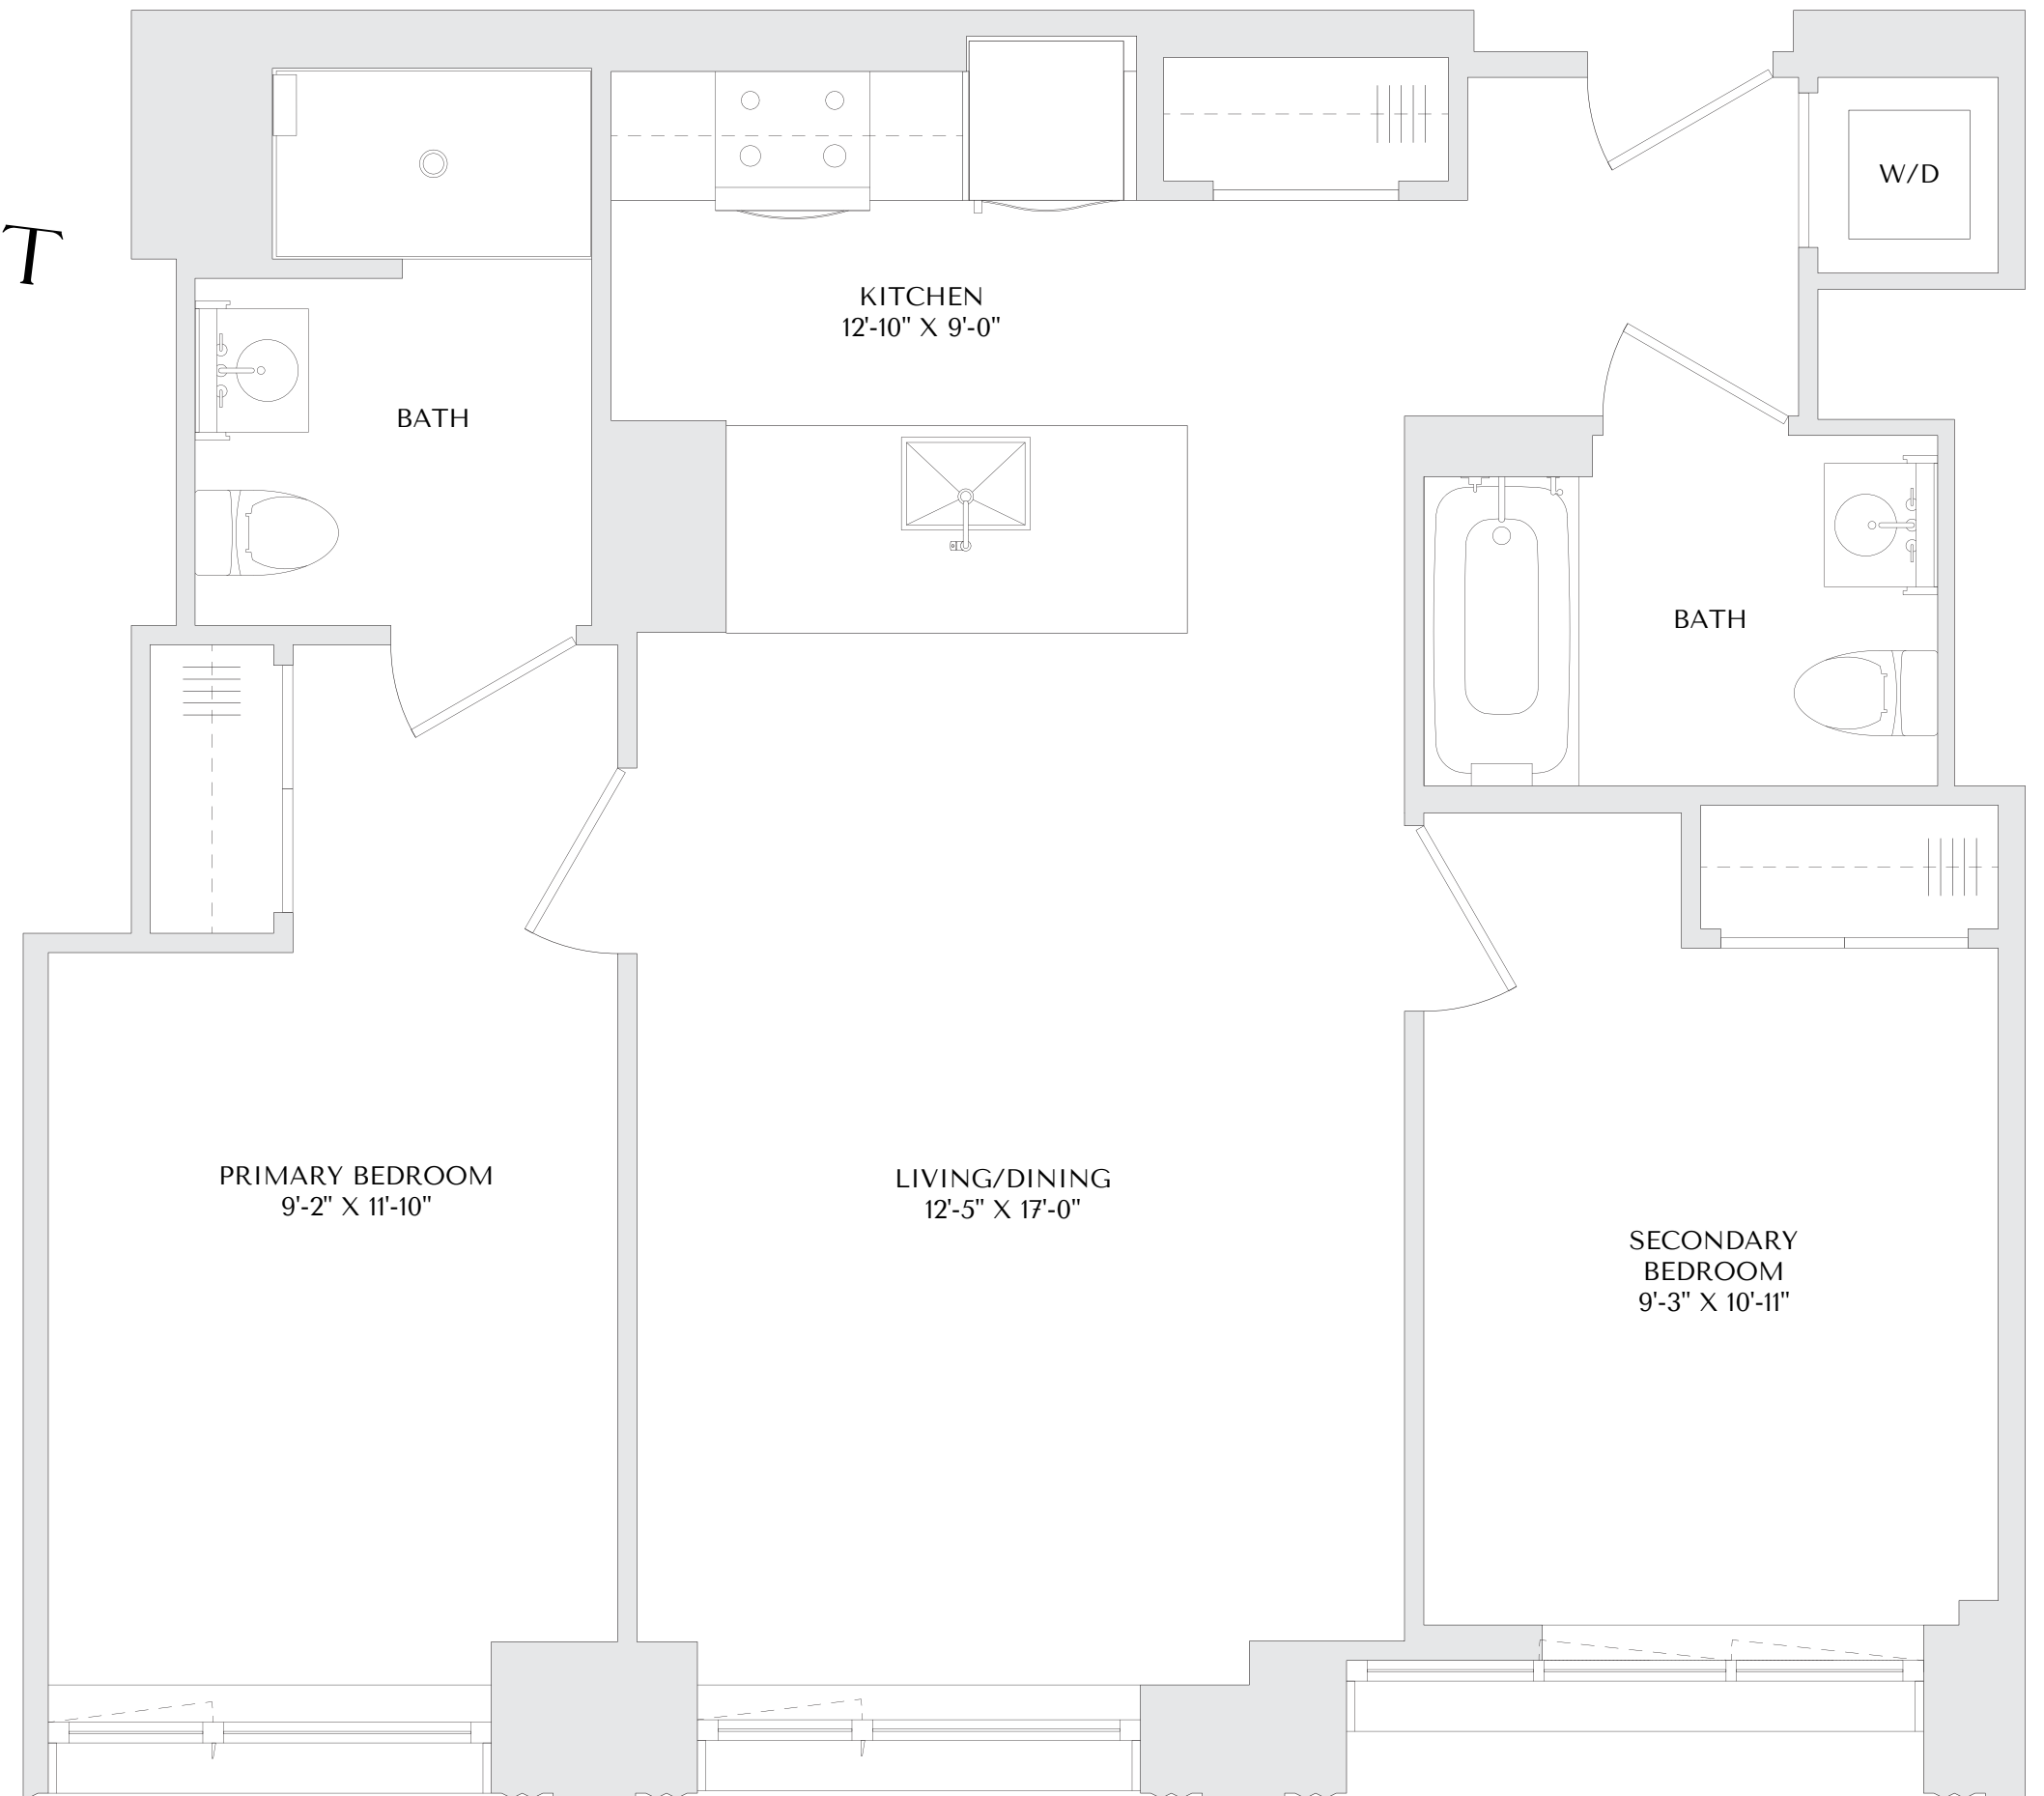 W/D
T
KITCHEN
12'-10" X 9'-0"
BATH
BATH
PRIMARY BEDROOM
9'-2" X 11'-10"
LIVING/DINING
12'-5" X 17'-0"
SECONDARY
BEDROOM
9'-3" X 10'-11"